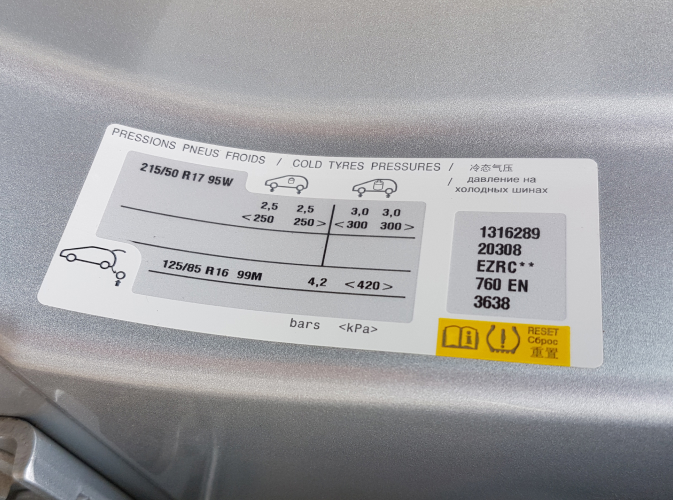 PRESSIONS PNEUS FROIDS / COLD TYRES PRESSURES / 冷态气压
/ давление на
холодных шинах
215/50 R17 95W
2,5 2,5 3,0 3,0
<250 250> <300 300>
125/85 R16 99M 4,2 <420>
bars <kPa>
1316289
20308
EZRC**
760 EN
3638
RESET
Сброс
重置